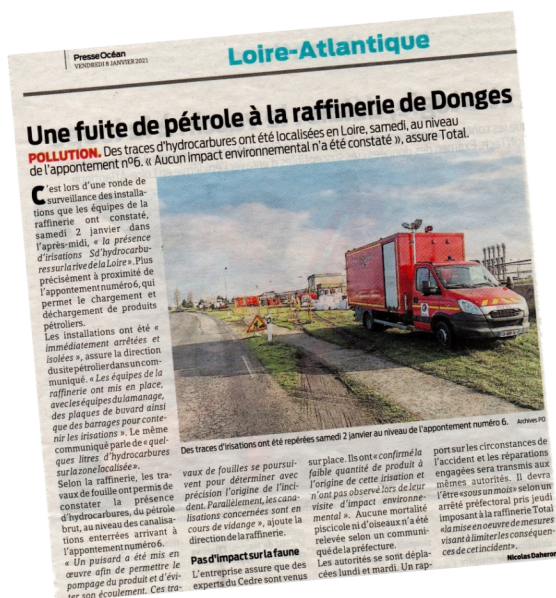 PresseOcéan
VENDREDI 8 JANVIER 2021
Loire-Atlantique
Une fuite de pétrole à la raffinerie de Donges
POLLUTION. Des traces d'hydrocarbures ont été localisées en Loire, samedi, au niveau
de l'appontement n°6. « Aucun impact environnemental n'a été constaté », assure Total.
C'est lors d'une ronde de
surveillance des installa-
tions que les équipes de la
raffinerie ont constaté,
samedi 2 janvier dans
l'après-midi, « la présence
d'irisations Sd'hydrocarbu-
res sur la rive de la Loire ». Plus
précisément à proximité de
l'appontement numéro 6, qui
permet le chargement et
déchargement de produits
pétroliers.
Les installations ont été «
immédiatement arrêtées et
isolées », assure la direction
du site pétrolier dans un com-
muniqué. « Les équipes de la
raffinerie ont mis en place,
avec les équipes du lamanage,
des plaques de buvard ainsi
que des barrages pour conte-
nir les irisations ». Le même
communiqué parle de « quel-
ques litres d'hydrocarbures
sur la zone localisée ».
Selon la raffinerie, les tra-
vaux de fouille ont permis de
constater la présence
d'hydrocarbures, du pétrole
brut, au niveau des canalisa-
tions enterrées arrivant à
l'appontement numéro 6.
« Un puisard a été mis en
œuvre afin de permettre le
pompage du produit et d'évi-
ter son écoulement. Ces tra-
Des traces d'irisations ont été repérées samedi 2 janvier au niveau de l'appontement numéro 6. Archives PO
vaux de fouilles se poursui-
vent pour déterminer avec
précision l'origine de l'inci-
dent. Parallèlement, les cana-
lisations concernées sont en
cours de vidange », ajoute la
direction de la raffinerie.
Pas d'impact sur la faune
L'entreprise assure que des
experts du Cedre sont venus
sur place. Ils ont « confirmé la
faible quantité de produit à
l'origine de cette irisation et
n'ont pas observé lors de leur
visite d'impact environne-
mental ». Aucune mortalité
piscicole ni d'oiseaux n'a été
relevée selon un communi-
qué de la préfecture.
Les autorités se sont dépla-
cées lundi et mardi. Un rap-
port sur les circonstances de
l'accident et les réparations
engagées sera transmis aux
mêmes autorités. Il devra
l'être « sous un mois » selon un
arrêté préfectoral pris jeudi
imposant à la raffinerie Total
« la mise en oeuvre de mesures
visant à limiter les conséquen-
ces de cet incident ».
Nicolas Daheron